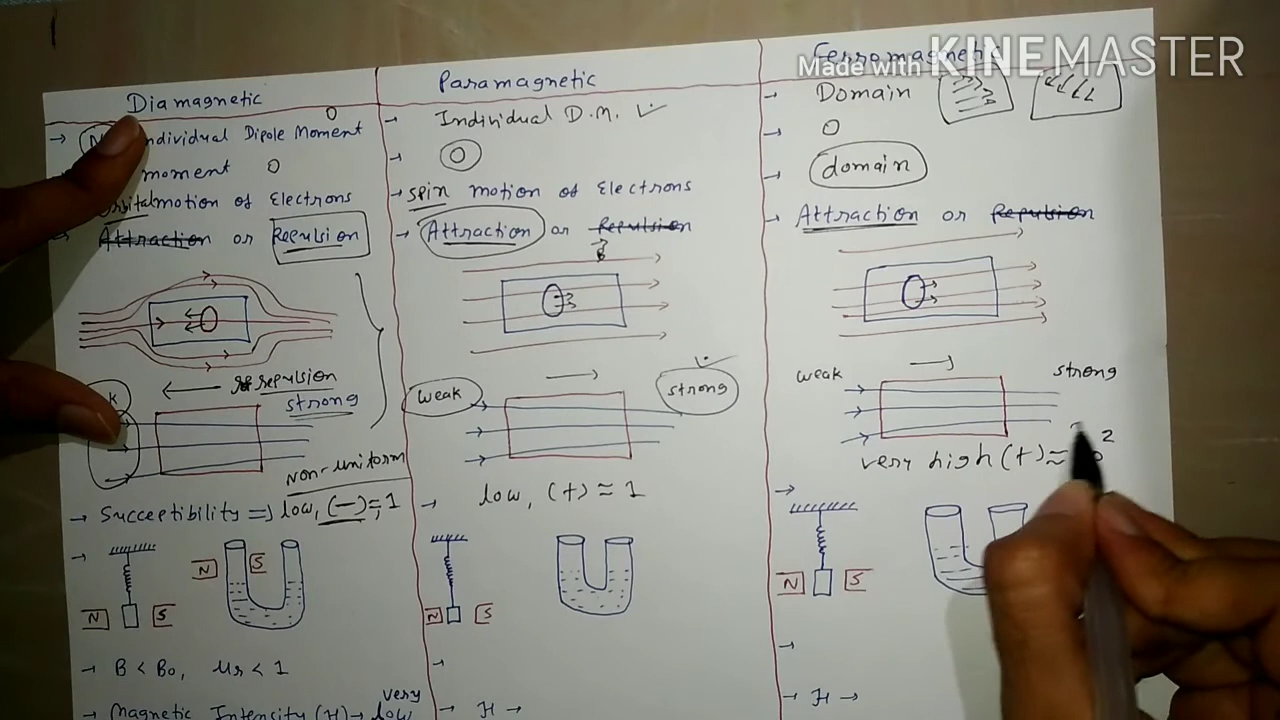 Made with KINEMASTER
Diamagnetic
Individual Dipole Moment
moment 0
motion of Electrons
Attraction or Repulsion
repulsion
strong
Non-uniform
Succeptibility => low, (-) = 1
N S
N S
B < B₀, μr < 1
very
Magnetic Intensity (H) → low,
Paramagnetic
Individual D.M.
0
spin motion of Electrons
Attraction or Repulsion
B
weak strong
low, (+) ≈ 1
N S
H →
Ferromagnetic
Domain
0
domain
Attraction or Repulsion
weak strong
very high (+) ≈
N S
H →